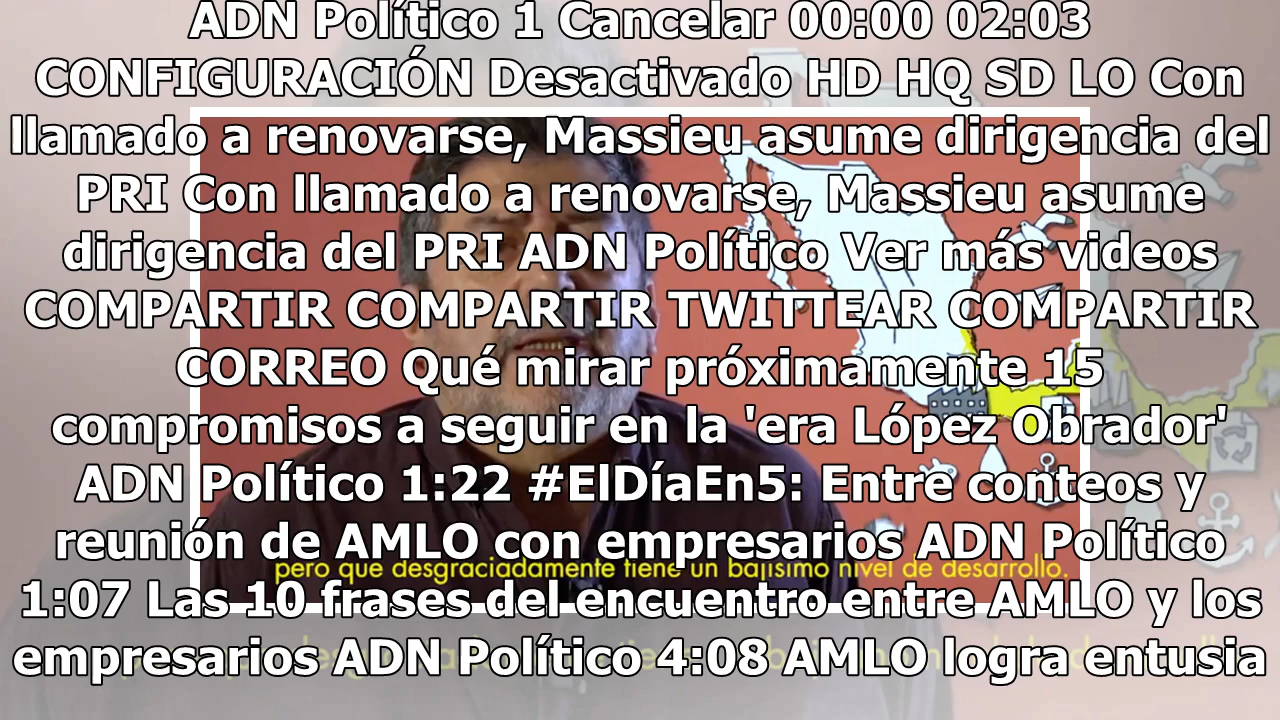 ADN Político 1 Cancelar 00:00 02:03
CONFIGURACIÓN Desactivado HD HQ SD LO Con
llamado a renovarse, Massieu asume dirigencia del
PRI Con llamado a renovarse, Massieu asume
dirigencia del PRI ADN Político Ver más videos
COMPARTIR COMPARTIR TWITTEAR COMPARTIR
CORREO Qué mirar próximamente 15
compromisos a seguir en la 'era López Obrador'
ADN Político 1:22 #ElDíaEn5: Entre conteos y
reunión de AMLO con empresarios ADN Político
pero que desgraciadamente tiene un bajísimo nivel de desarrollo.
1:07 Las 10 frases del encuentro entre AMLO y los
empresarios ADN Político 4:08 AMLO logra entusia